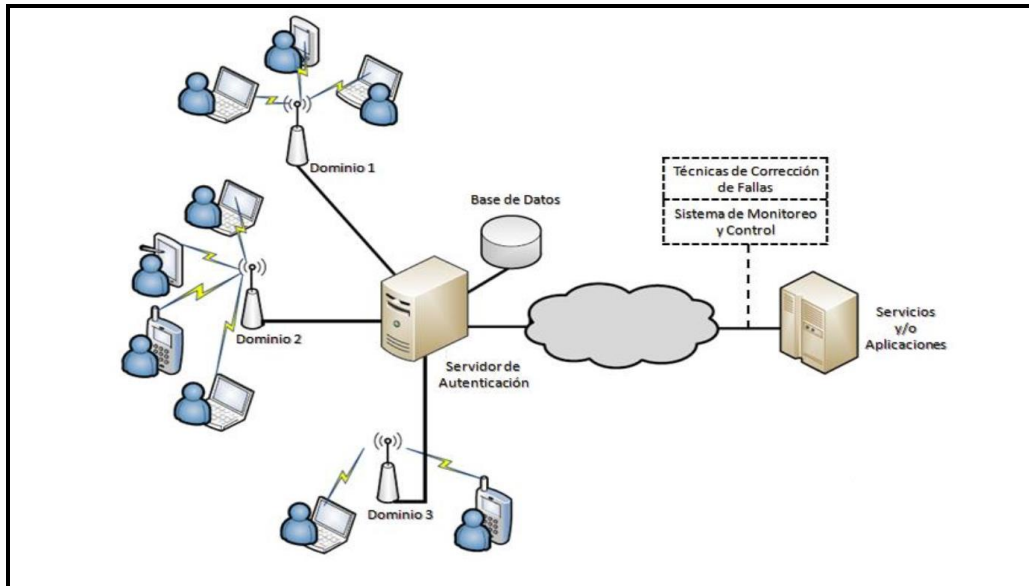 Dominio 1
Base de Datos
Técnicas de Corrección
de Fallas
Sistema de Monitoreo
y Control
Dominio 2
Servidor de
Autenticación
Servicios
y/o
Aplicaciones
Dominio 3